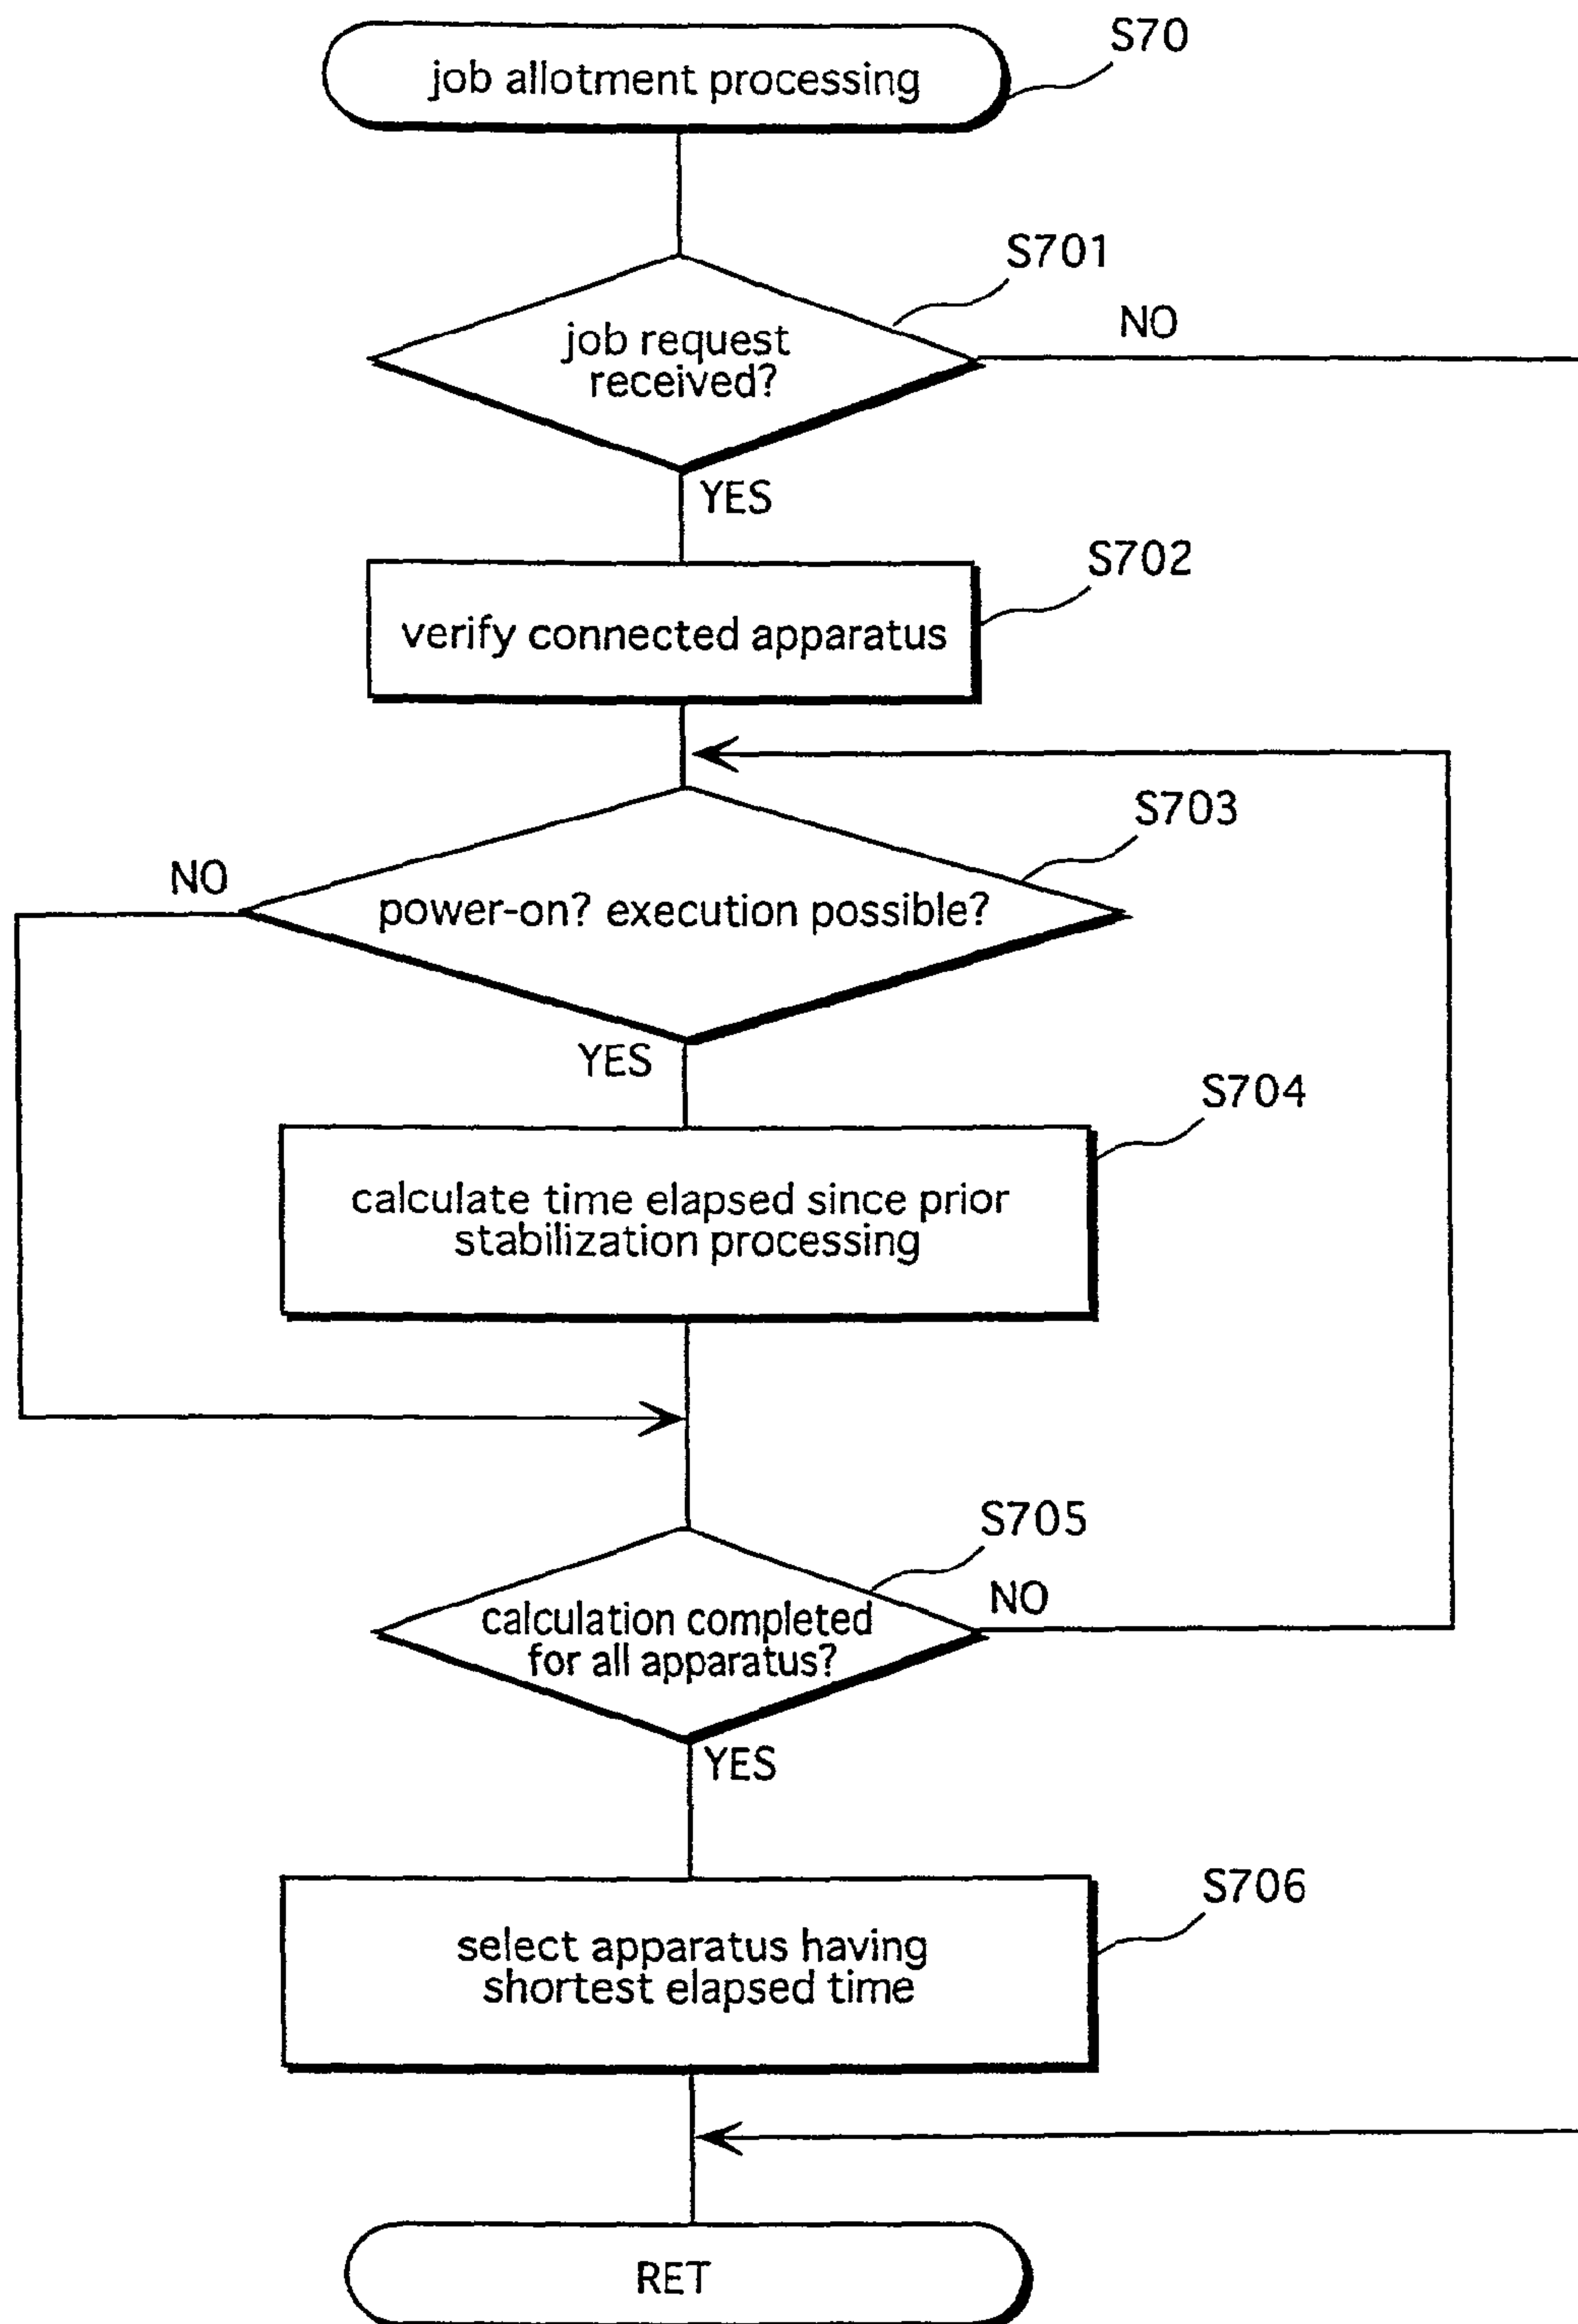 S70
job allotment processing
S701
NO
job request
received?
YES
S702
verify connected apparatus
S703
NO
power-on? execution possible?
YES
S704
calculate time elapsed since prior
stabilization processing
S705
NO
calculation completed
for all apparatus?
YES
S706
select apparatus having
shortest elapsed time
RET